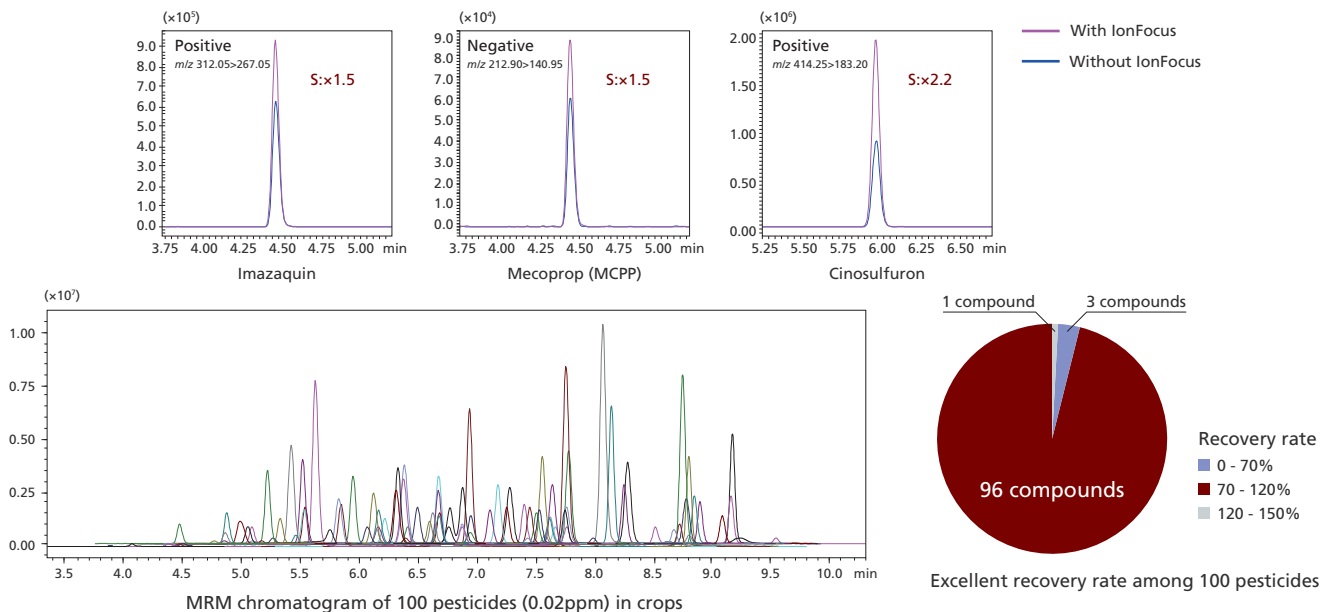 (×10⁵)
Positive
m/z 312.05>267.05
S:×1.5
9.0
8.0
7.0
6.0
5.0
4.0
3.0
2.0
1.0
0.0
3.75 4.00 4.25 4.50 4.75 5.00 min
Imazaquin
(×10⁴)
Negative
m/z 212.90>140.95
S:×1.5
9.0
8.0
7.0
6.0
5.0
4.0
3.0
2.0
1.0
0.0
3.75 4.00 4.25 4.50 4.75 5.00 min
Mecoprop (MCPP)
(×10⁶)
Positive
m/z 414.25>183.20
S:×2.2
2.00
1.00
1.00
0.50
0.00
5.25 5.25 5.75 6.00 6.25 6.50 min
Cinosulfuron
With IonFocus
Without IonFocus
(×10⁷)
1.00
0.75
0.50
0.25
0.00
3.5 4.0 4.5 5.0 5.5 6.0 6.5 7.0 7.5 8.0 8.5 9.0 9.5 10.0 min
MRM chromatogram of 100 pesticides (0.02ppm) in crops
1 compound
3 compounds
96 compounds
Recovery rate
0 - 70%
70 - 120%
120 - 150%
Excellent recovery rate among 100 pesticides